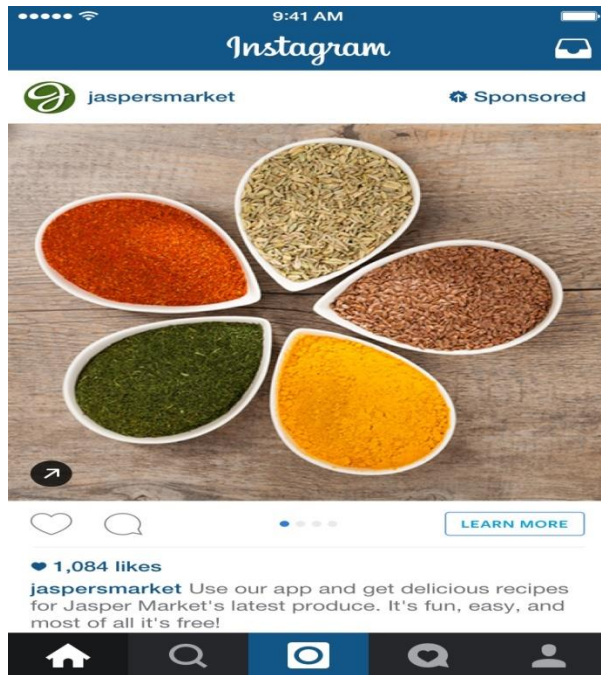 9:41 AM
Instagram
jaspersmarket
Sponsored
LEARN MORE
1,084 likes
jaspersmarket Use our app and get delicious recipes
for Jasper Market's latest produce. It's fun, easy, and
most of all it's free!